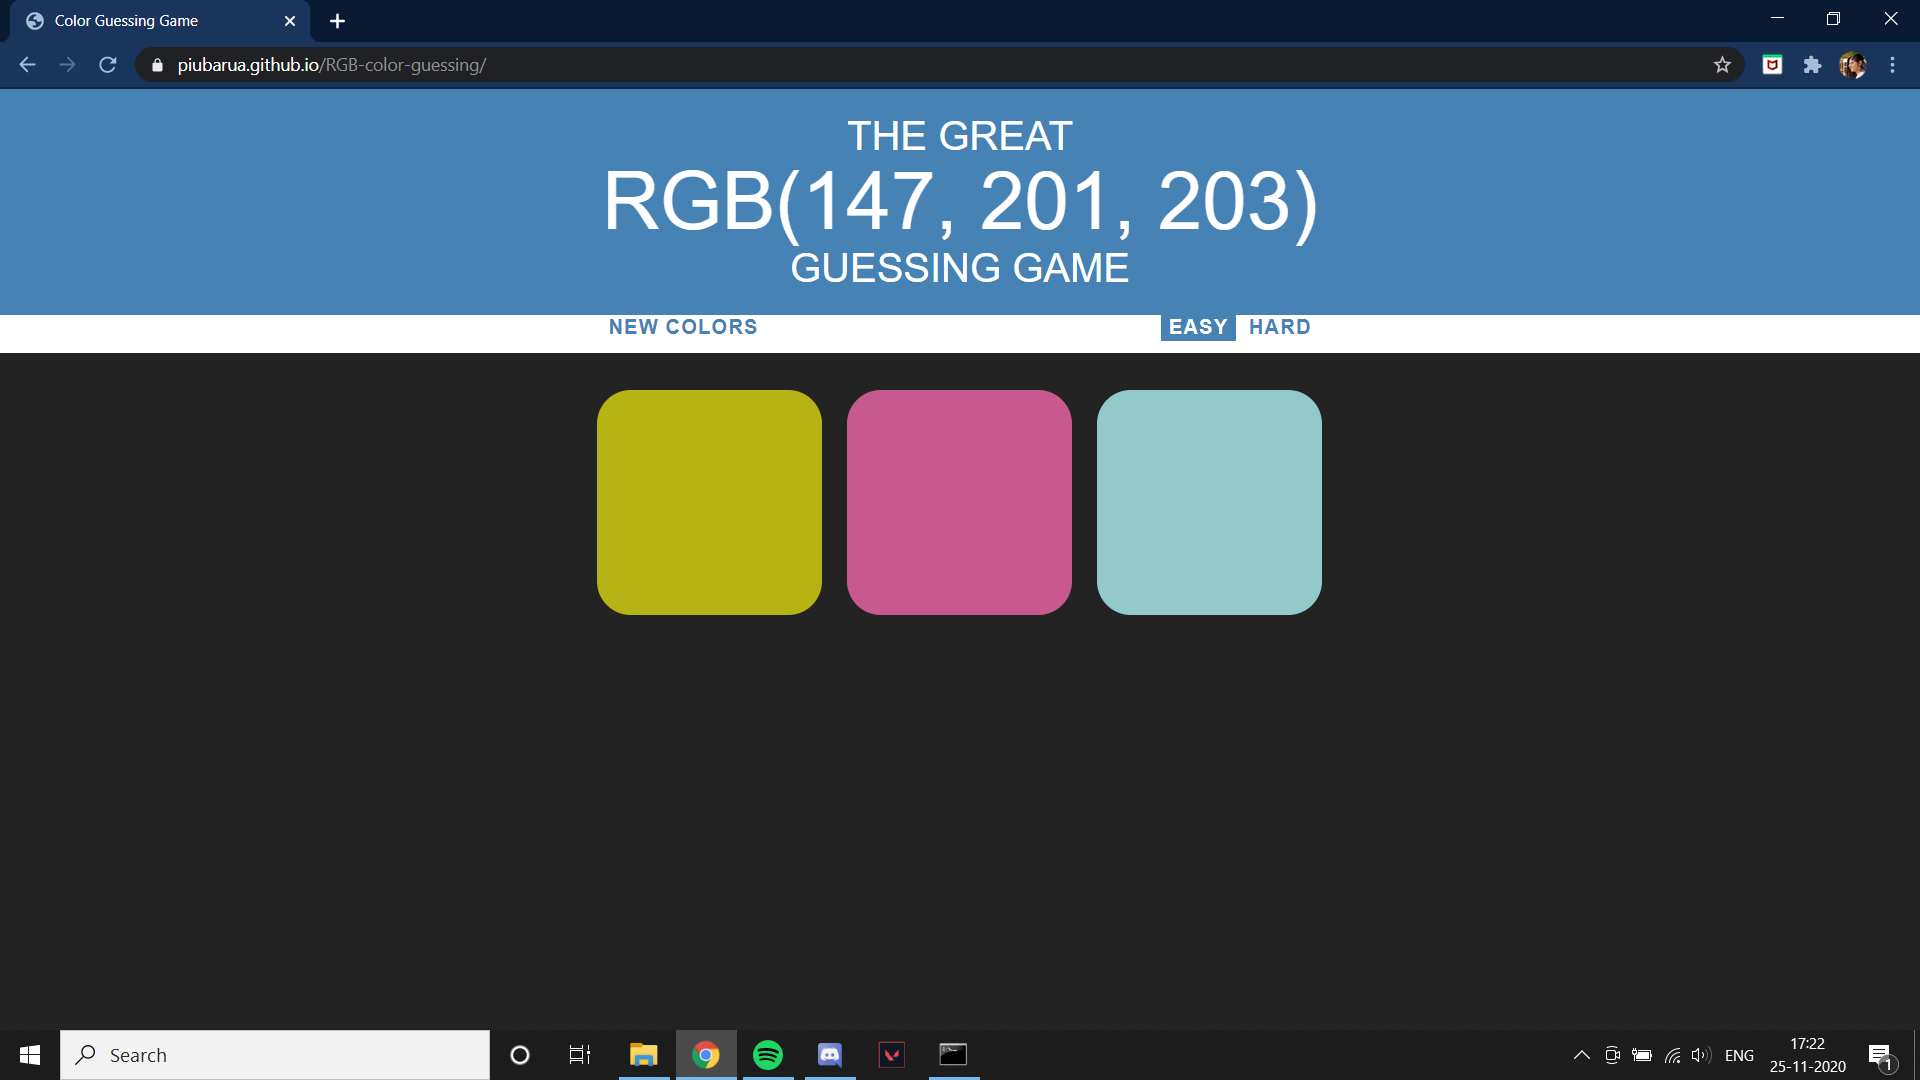 Color Guessing Game
piubarua.github.io/RGB-color-guessing/
THE GREAT
RGB(147, 201, 203)
GUESSING GAME
NEW COLORS EASY HARD
Search
ENG
17:22
25-11-2020
1